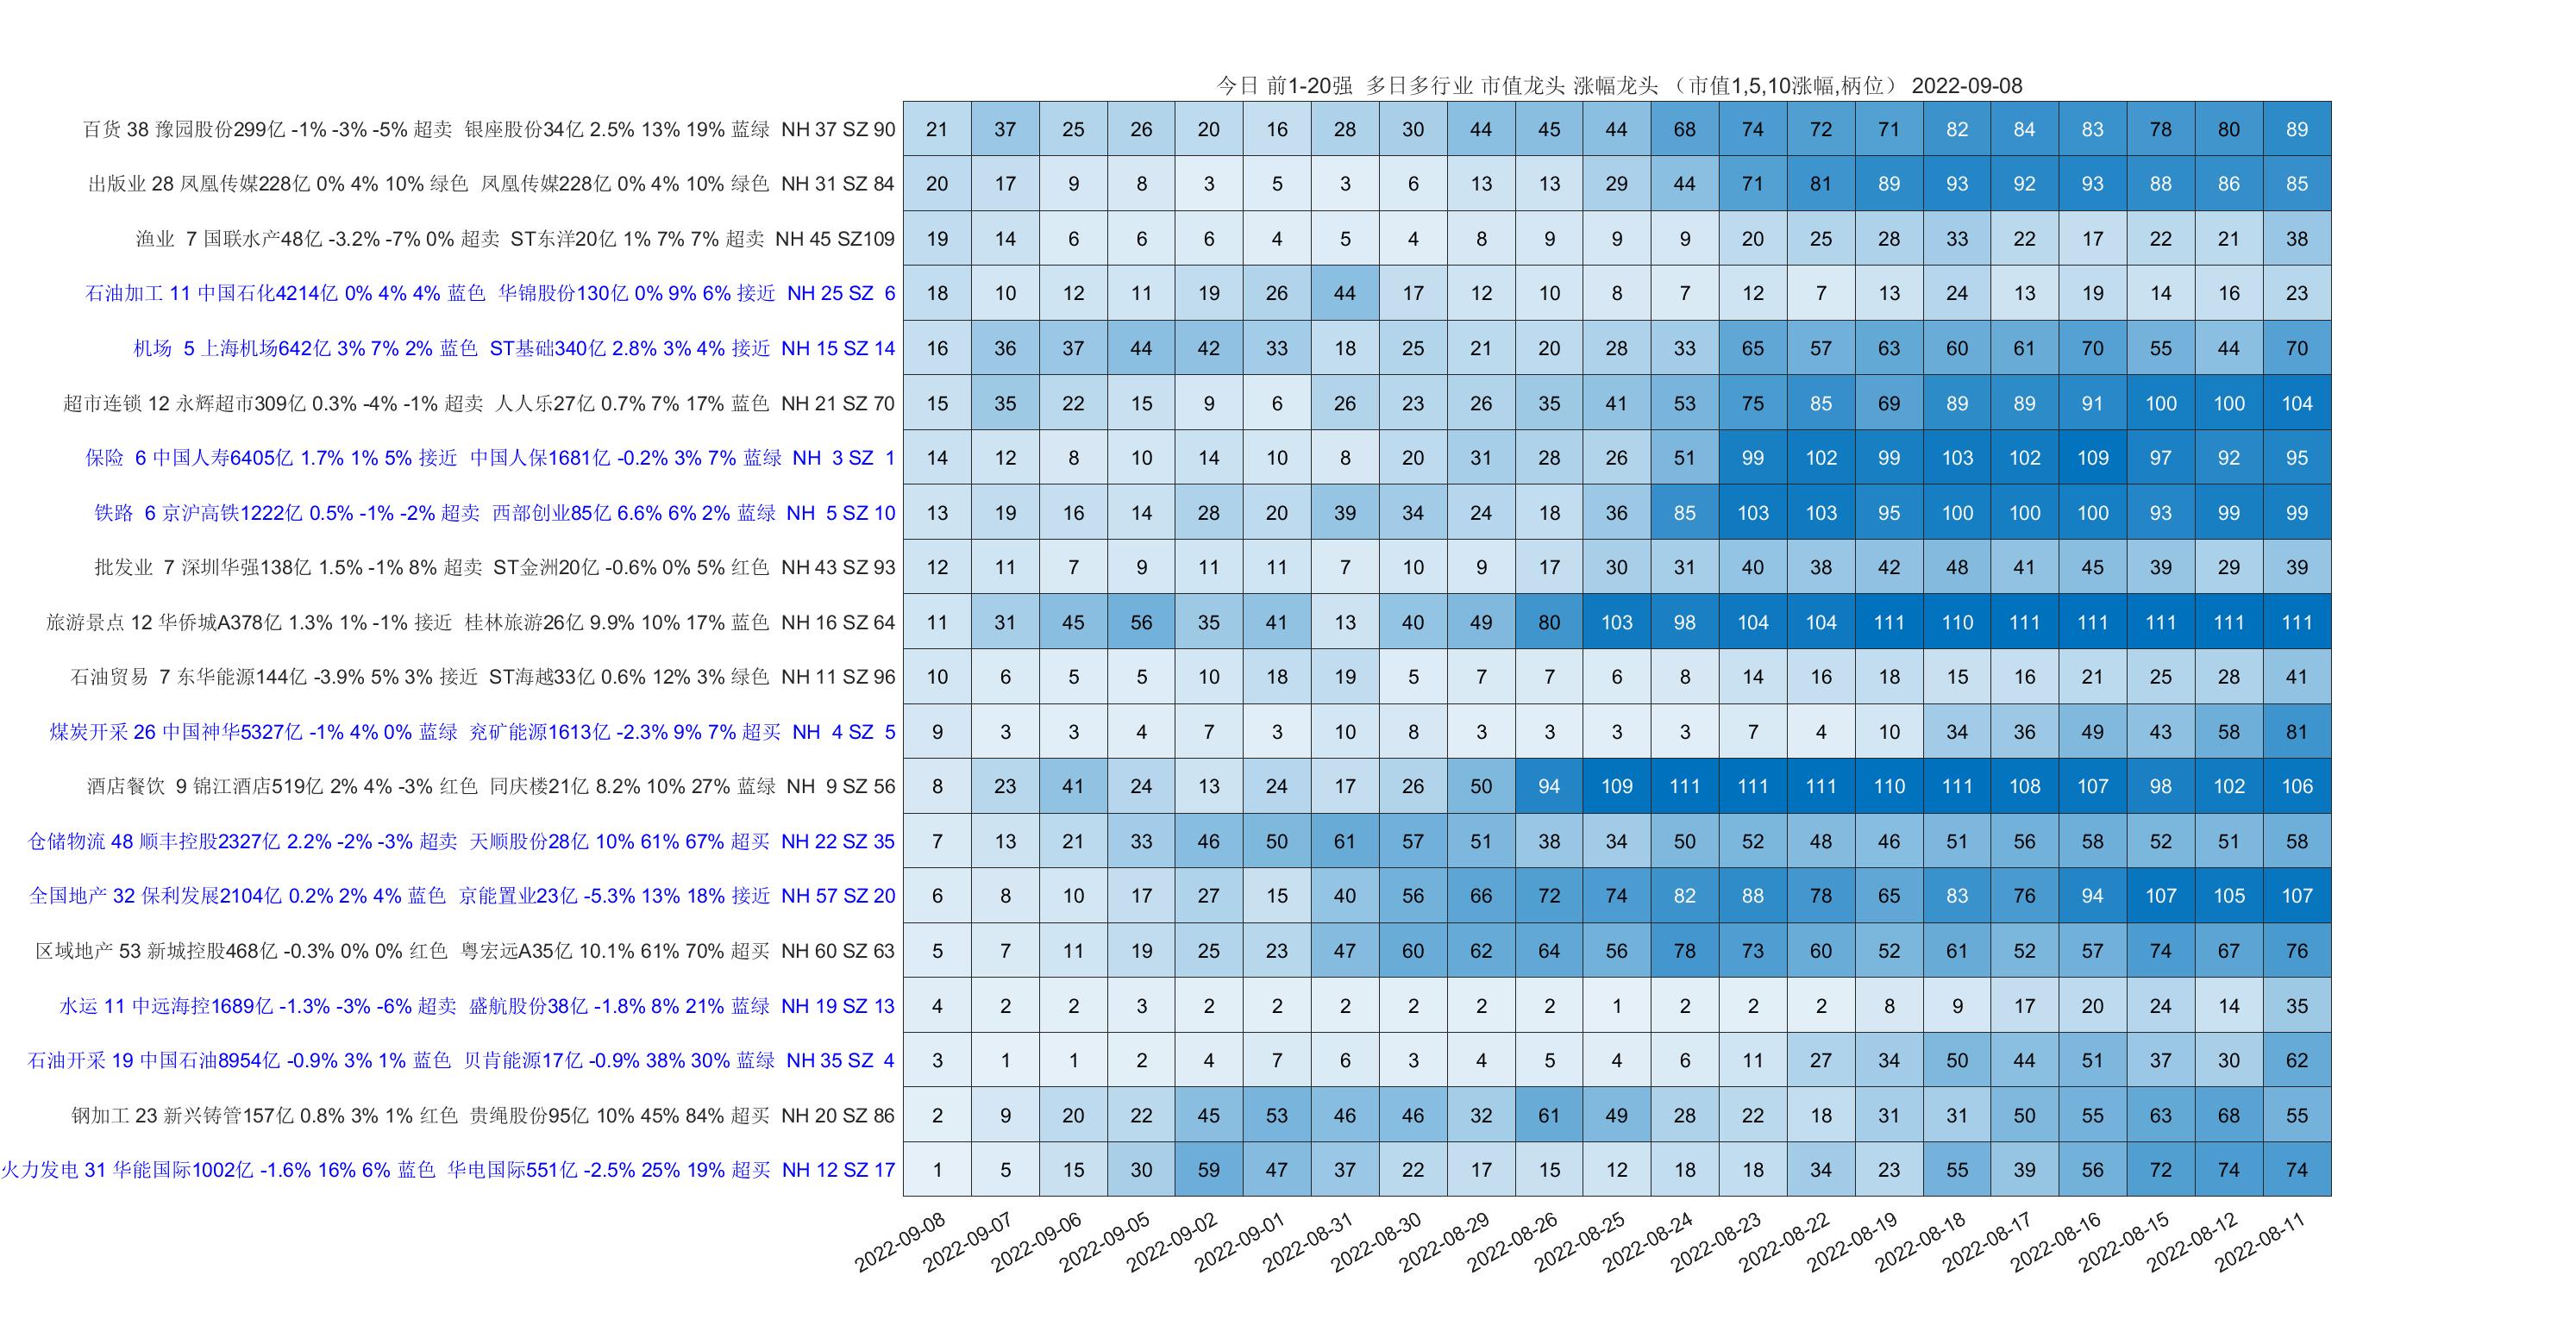 今日 前1-20强 多日多行业 市值龙头 涨幅龙头 （市值1,5,10涨幅,柄位） 2022-09-08
百货 38 豫园股份299亿 -1% -3% -5% 超卖 银座股份34亿 2.5% 13% 19% 蓝绿 NH 37 SZ 90 21 37 25 26 20 16 28 30 44 45 44 68 74 72 71 82 84 83 78 80 89
出版业 28 凤凰传媒228亿 0% 4% 10% 绿色 凤凰传媒228亿 0% 4% 10% 绿色 NH 31 SZ 84 20 17 9 8 3 5 3 6 13 13 29 44 71 81 89 93 92 93 88 86 85
渔业 7 国联水产48亿 -3.2% -7% 0% 超卖 ST东洋20亿 1% 7% 7% 超卖 NH 45 SZ109 19 14 6 6 6 4 5 4 8 9 9 9 20 25 28 33 22 17 22 21 38
石油加工 11 中国石化4214亿 0% 4% 4% 蓝色 华锦股份130亿 0% 9% 6% 接近 NH 25 SZ 6 18 10 12 11 19 26 44 17 12 10 8 7 12 7 13 24 13 19 14 16 23
机场 5 上海机场642亿 3% 7% 2% 蓝色 ST基础340亿 2.8% 3% 4% 接近 NH 15 SZ 14 16 36 37 44 42 33 18 25 21 20 28 33 65 57 63 60 61 70 55 44 70
超市连锁 12 永辉超市309亿 0.3% -4% -1% 超卖 人人乐27亿 0.7% 7% 17% 蓝色 NH 21 SZ 70 15 35 22 15 9 6 26 23 26 35 41 53 75 85 69 89 89 91 100 100 104
保险 6 中国人寿6405亿 1.7% 1% 5% 接近 中国人保1681亿 -0.2% 3% 7% 蓝绿 NH 3 SZ 1 14 12 8 10 14 10 8 20 31 28 26 51 99 102 99 103 102 109 97 92 95
铁路 6 京沪高铁1222亿 0.5% -1% -2% 超卖 西部创业85亿 6.6% 6% 2% 蓝绿 NH 5 SZ 10 13 19 16 14 28 20 39 34 24 18 36 85 103 103 95 100 100 100 93 99 99
批发业 7 深圳华强138亿 1.5% -1% 8% 超卖 ST金洲20亿 -0.6% 0% 5% 红色 NH 43 SZ 93 12 11 7 9 11 11 7 10 9 17 30 31 40 38 42 48 41 45 39 29 39
旅游景点 12 华侨城A378亿 1.3% 1% -1% 接近 桂林旅游26亿 9.9% 10% 17% 蓝色 NH 16 SZ 64 11 31 45 56 35 41 13 40 49 80 103 98 104 104 111 110 111 111 111 111 111
石油贸易 7 东华能源144亿 -3.9% 5% 3% 接近 ST海越33亿 0.6% 12% 3% 绿色 NH 11 SZ 96 10 6 5 5 10 18 19 5 7 7 6 8 14 16 18 15 16 21 25 28 41
煤炭开采 26 中国神华5327亿 -1% 4% 0% 蓝绿 兖矿能源1613亿 -2.3% 9% 7% 超买 NH 4 SZ 5 9 3 3 4 7 3 10 8 3 3 3 3 7 4 10 34 36 49 43 58 81
酒店餐饮 9 锦江酒店519亿 2% 4% -3% 红色 同庆楼21亿 8.2% 10% 27% 蓝绿 NH 9 SZ 56 8 23 41 24 13 24 17 26 50 94 109 111 111 111 110 111 108 107 98 102 106
仓储物流 48 顺丰控股2327亿 2.2% -2% -3% 超卖 天顺股份28亿 10% 61% 67% 超买 NH 22 SZ 35 7 13 21 33 46 50 61 57 51 38 34 50 52 48 46 51 56 58 52 51 58
全国地产 32 保利发展2104亿 0.2% 2% 4% 蓝色 京能置业23亿 -5.3% 13% 18% 接近 NH 57 SZ 20 6 8 10 17 27 15 40 56 66 72 74 82 88 78 65 83 76 94 107 105 107
区域地产 53 新城控股468亿 -0.3% 0% 0% 红色 粤宏远A35亿 10.1% 61% 70% 超买 NH 60 SZ 63 5 7 11 19 25 23 47 60 62 64 56 78 73 60 52 61 52 57 74 67 76
水运 11 中远海控1689亿 -1.3% -3% -6% 超卖 盛航股份38亿 -1.8% 8% 21% 蓝绿 NH 19 SZ 13 4 2 2 3 2 2 2 2 2 2 1 2 2 2 8 9 17 20 24 14 35
石油开采 19 中国石油8954亿 -0.9% 3% 1% 蓝色 贝肯能源17亿 -0.9% 38% 30% 蓝绿 NH 35 SZ 4 3 1 1 2 4 7 6 3 4 5 4 6 11 27 34 50 44 51 37 30 62
钢加工 23 新兴铸管157亿 0.8% 3% 1% 红色 贵绳股份95亿 10% 45% 84% 超买 NH 20 SZ 86 2 9 20 22 45 53 46 46 32 61 49 28 22 18 31 31 50 55 63 68 55
火力发电 31 华能国际1002亿 -1.6% 16% 6% 蓝色 华电国际551亿 -2.5% 25% 19% 超买 NH 12 SZ 17 1 5 15 30 59 47 37 22 17 15 12 18 18 34 23 55 39 56 72 74 74
2022-09-08 2022-09-07 2022-09-06 2022-09-05 2022-09-02 2022-09-01 2022-08-31 2022-08-30 2022-08-29 2022-08-26 2022-08-25 2022-08-24 2022-08-23 2022-08-22 2022-08-19 2022-08-18 2022-08-17 2022-08-16 2022-08-15 2022-08-12 2022-08-11